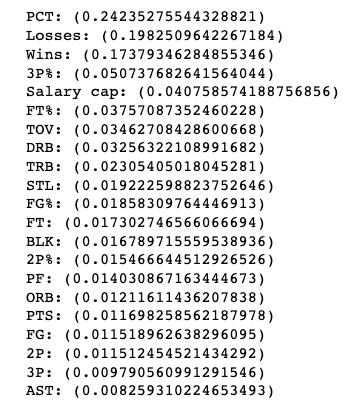 PCT: (0.24235275544328821)
Losses: (0.1982509642267184)
Wins: (0.17379346284855346)
3P%: (0.050737682641564044)
Salary cap: (0.040758574188756856)
FT%: (0.03757087352460228)
TOV: (0.03462708428600668)
DRB: (0.03256322108991682)
TRB: (0.02305405018045281)
STL: (0.019222598823752646)
FG%: (0.01858309764446913)
FT: (0.017302746566066694)
BLK: (0.016789715559538936)
2P%: (0.015466644512926526)
PF: (0.014030867163444673)
ORB: (0.01211611436207838)
PTS: (0.011698258562187978)
FG: (0.011518962638296095)
2P: (0.011512454521434292)
3P: (0.009790560991291546)
AST: (0.008259310224653493)